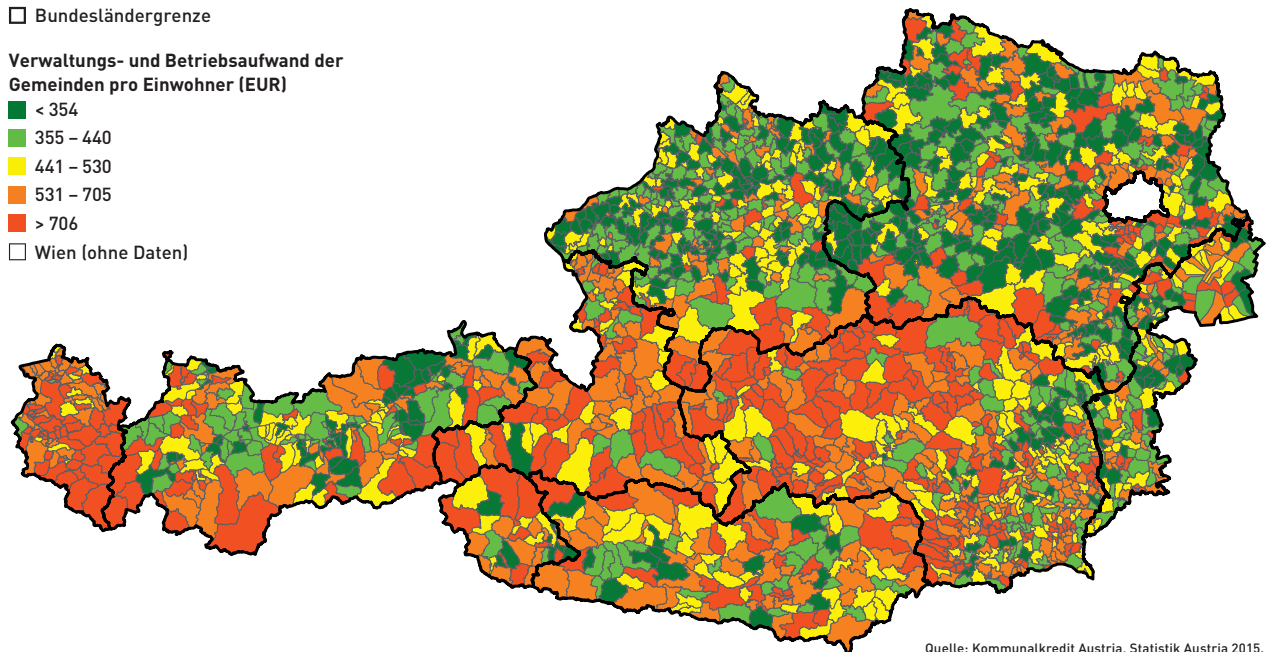 Bundesländergrenze
Verwaltungs- und Betriebsaufwand der
Gemeinden pro Einwohner (EUR)
< 354
355 – 440
441 – 530
531 – 705
> 706
Wien (ohne Daten)
Quelle: Kommunalkredit Austria, Statistik Austria 2015.